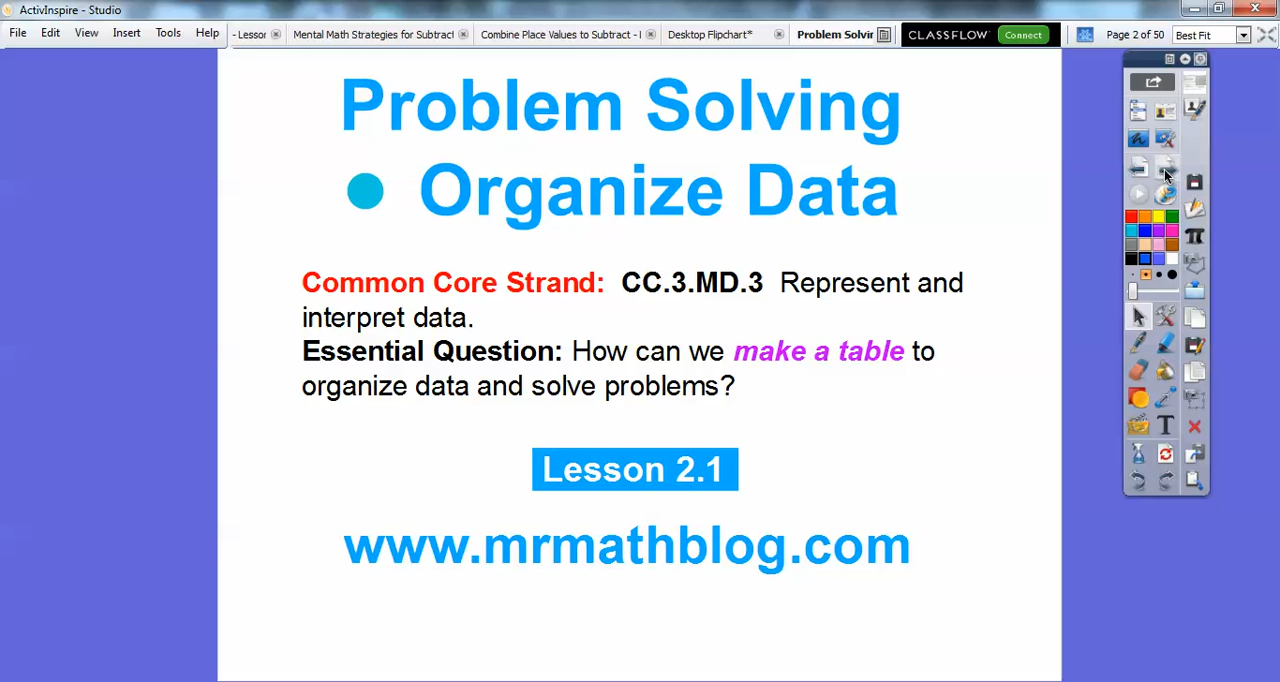 ActivInspire - Studio
File Edit View Insert Tools Help - Lesson Mental Math Strategies for Subtract Combine Place Values to Subtract - Desktop Flipchart* Problem Solvin CLASSFLOW Connect Page 2 of 50 Best Fit
Problem Solving
● Organize Data
Common Core Strand: CC.3.MD.3 Represent and
interpret data.
Essential Question: How can we make a table to
organize data and solve problems?
Lesson 2.1
www.mrmathblog.com